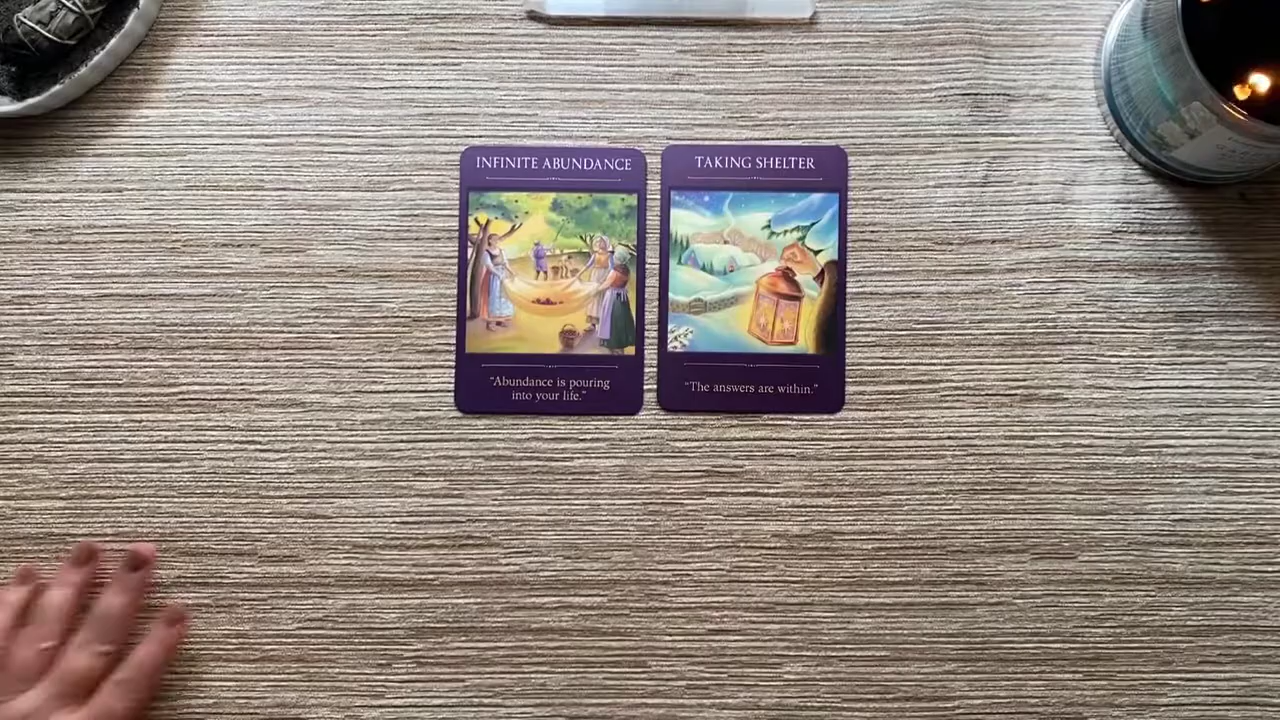 INFINITE ABUNDANCE
"Abundance is pouring
into your life."
TAKING SHELTER
"The answers are within."